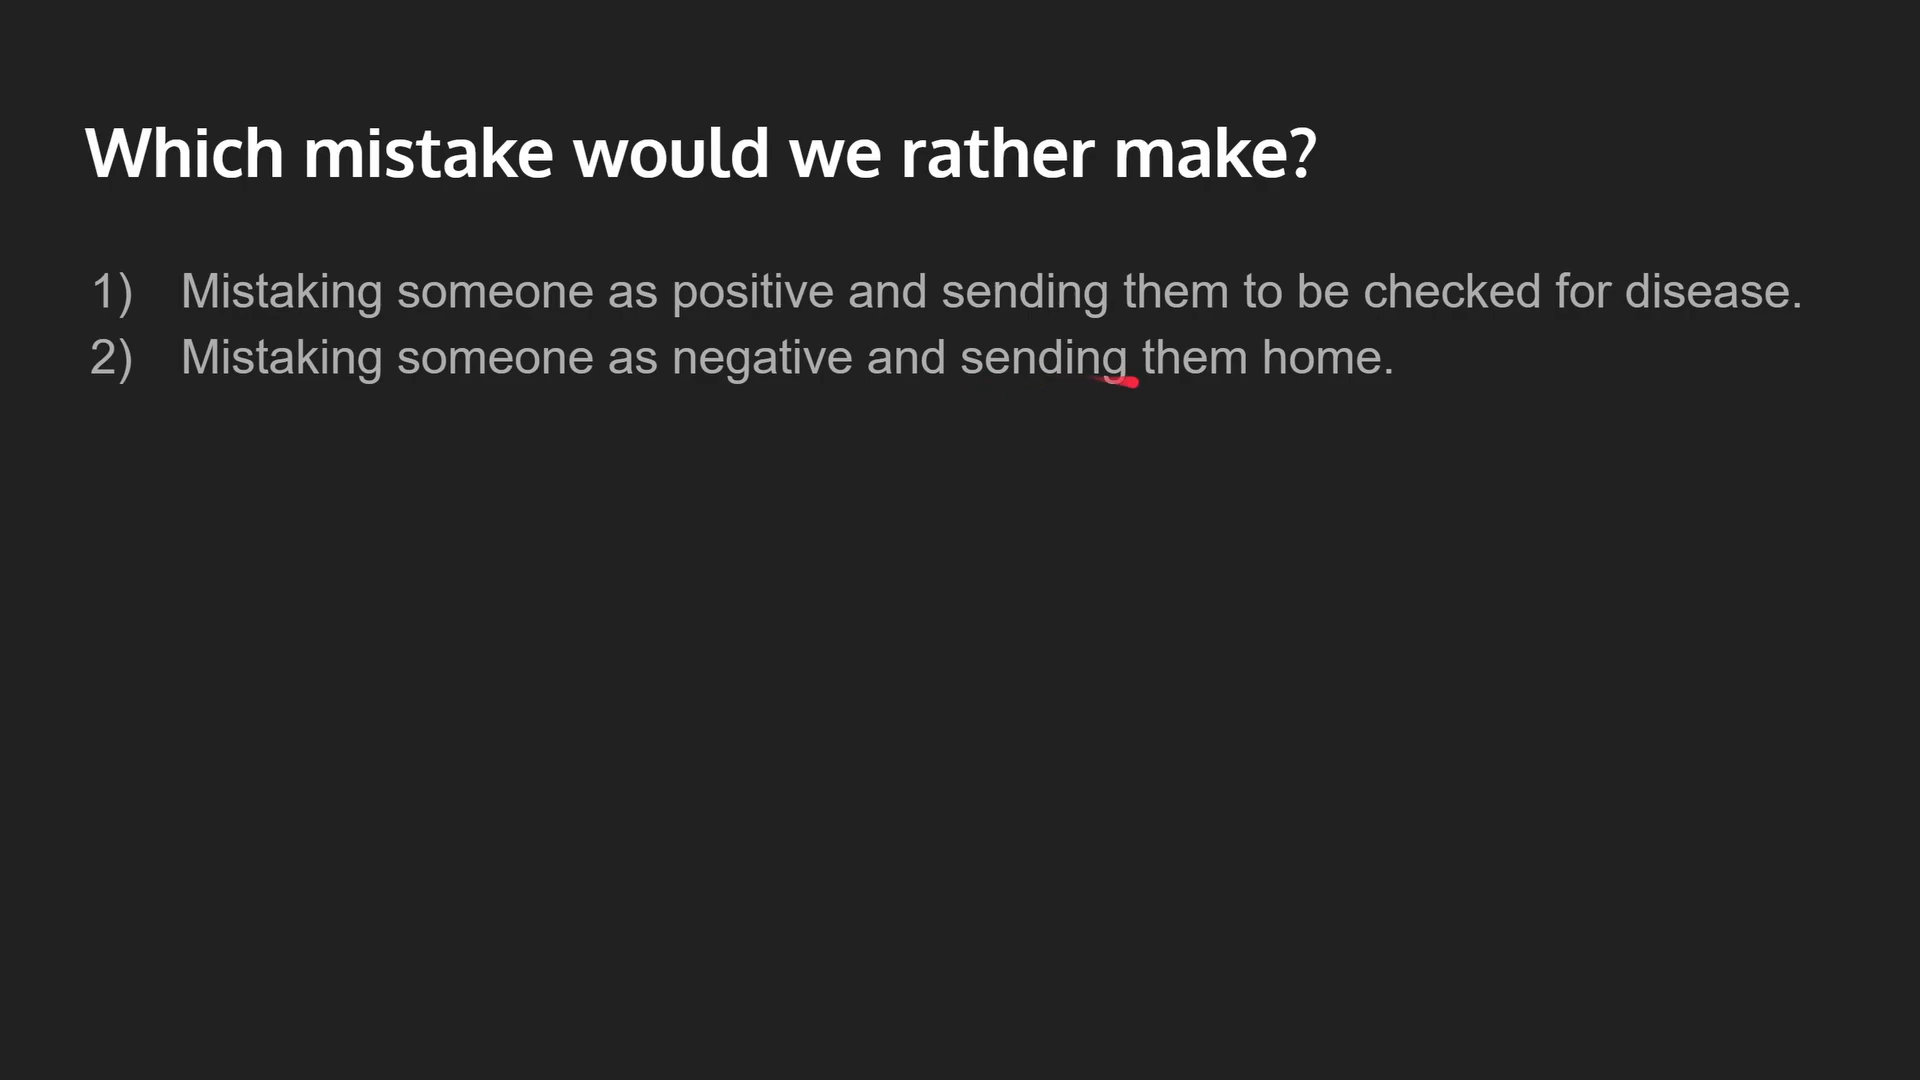 Which mistake would we rather make?
1) Mistaking someone as positive and sending them to be checked for disease.
2) Mistaking someone as negative and sending them home.